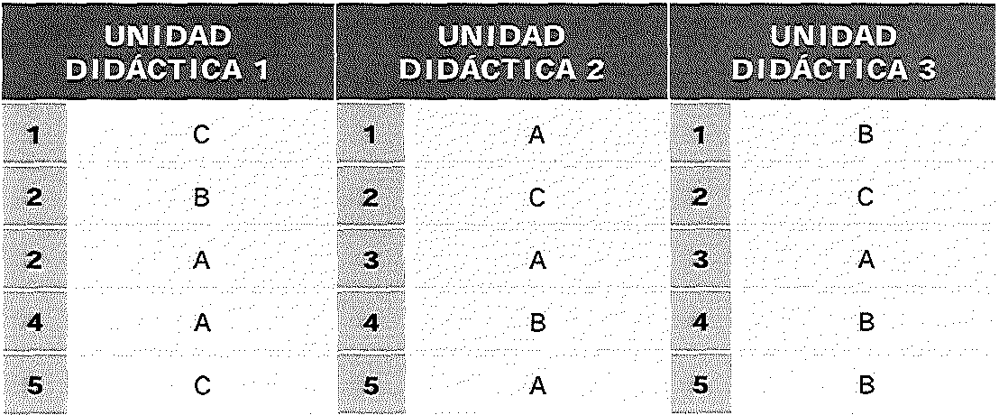 UNIDAD DIDÁCTICA 1 UNIDAD DIDÁCTICA 2 UNIDAD DIDÁCTICA 3
1 C 1 A 1 B
2 B 2 C 2 C
2 A 3 A 3 A
4 A 4 B 4 B
5 C 5 A 5 B